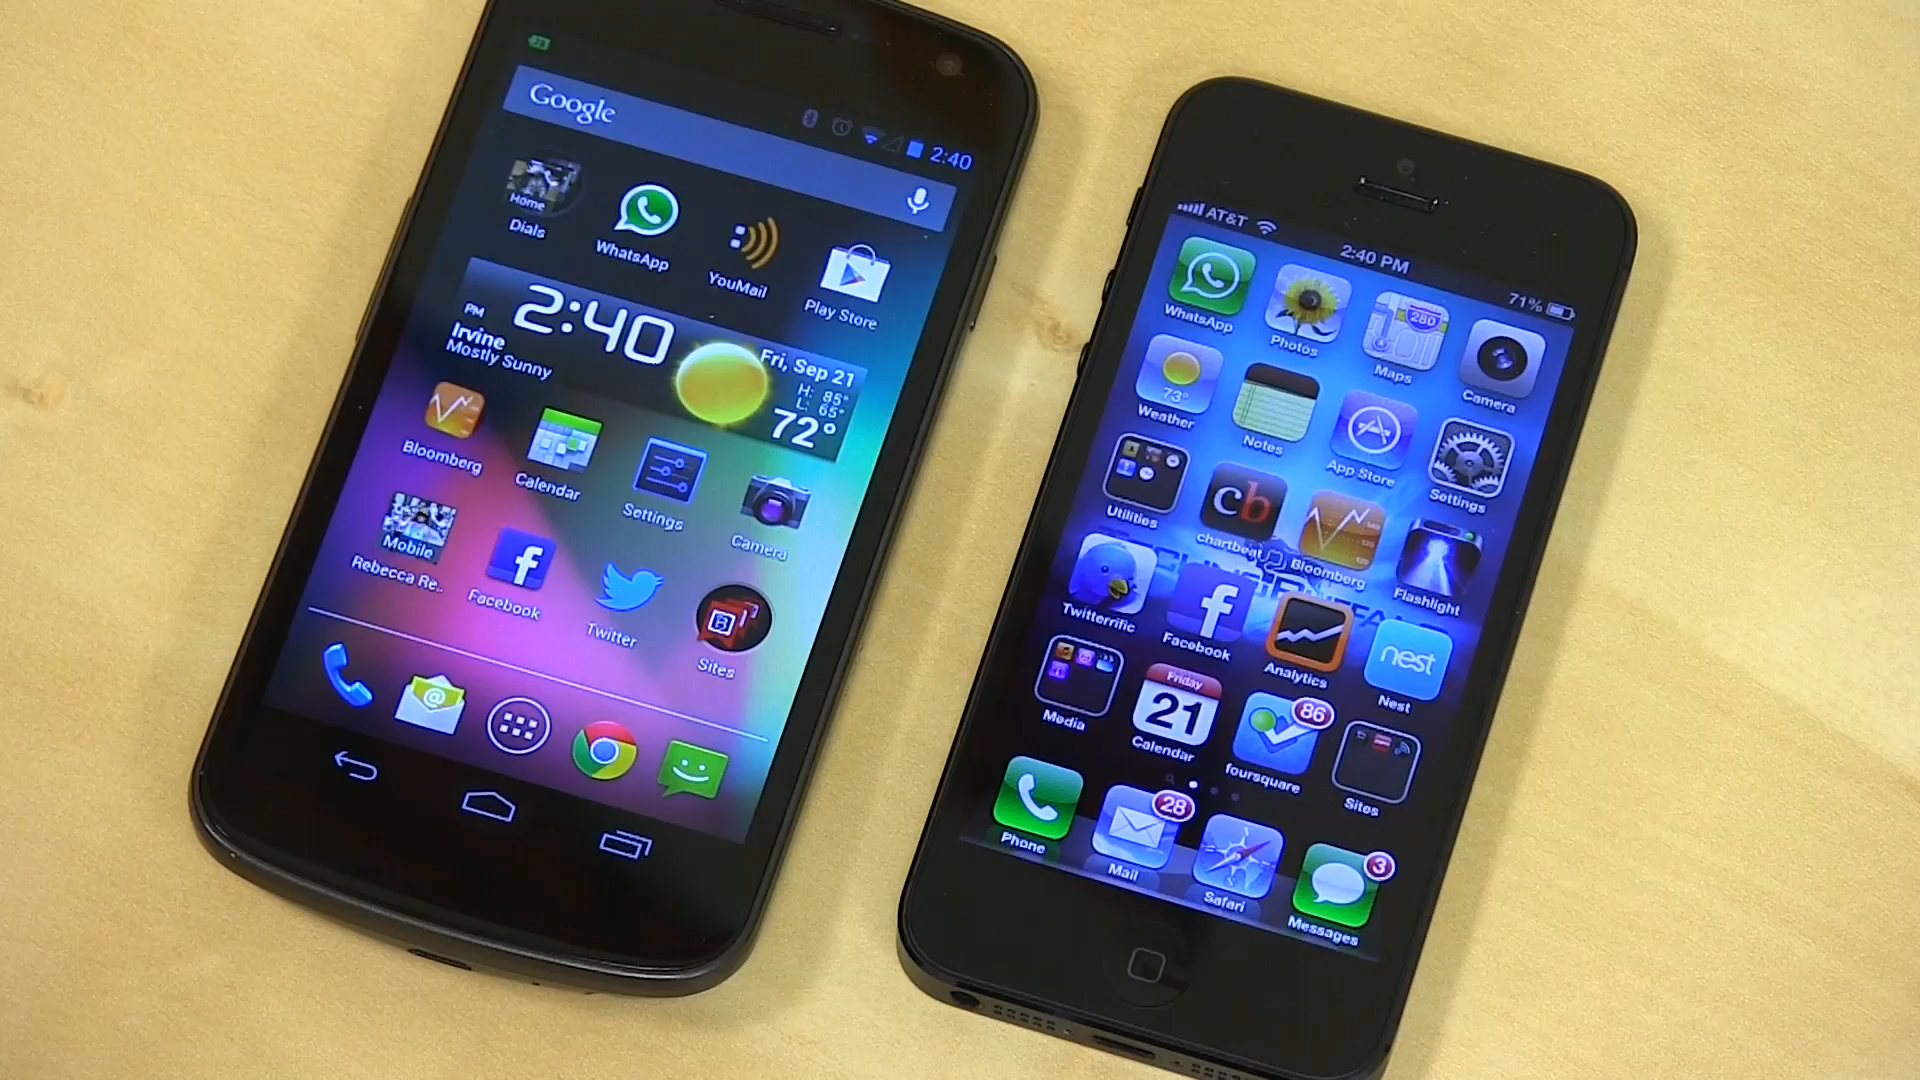 71
Google
2:40
Home
Dials
WhatsApp
YouMail
Play Store
PM
2:40
Irvine
Mostly Sunny
Fri, Sep 21
H: 85°
L: 65°
72°
Bloomberg
Calendar
Settings
Camera
Mobile
Rebecca Re..
Facebook
Twitter
Sites
AT&T
2:40 PM
71%
WhatsApp
Photos
280
Maps
Camera
73°
Weather
Notes
App Store
Settings
Utilities
cb
chartbeat
Bloomberg
Flashlight
Twitterrific
Facebook
Analytics
nest
Nest
Media
Friday
21
Calendar
86
foursquare
Sites
Phone
28
Mail
Safari
3
Messages